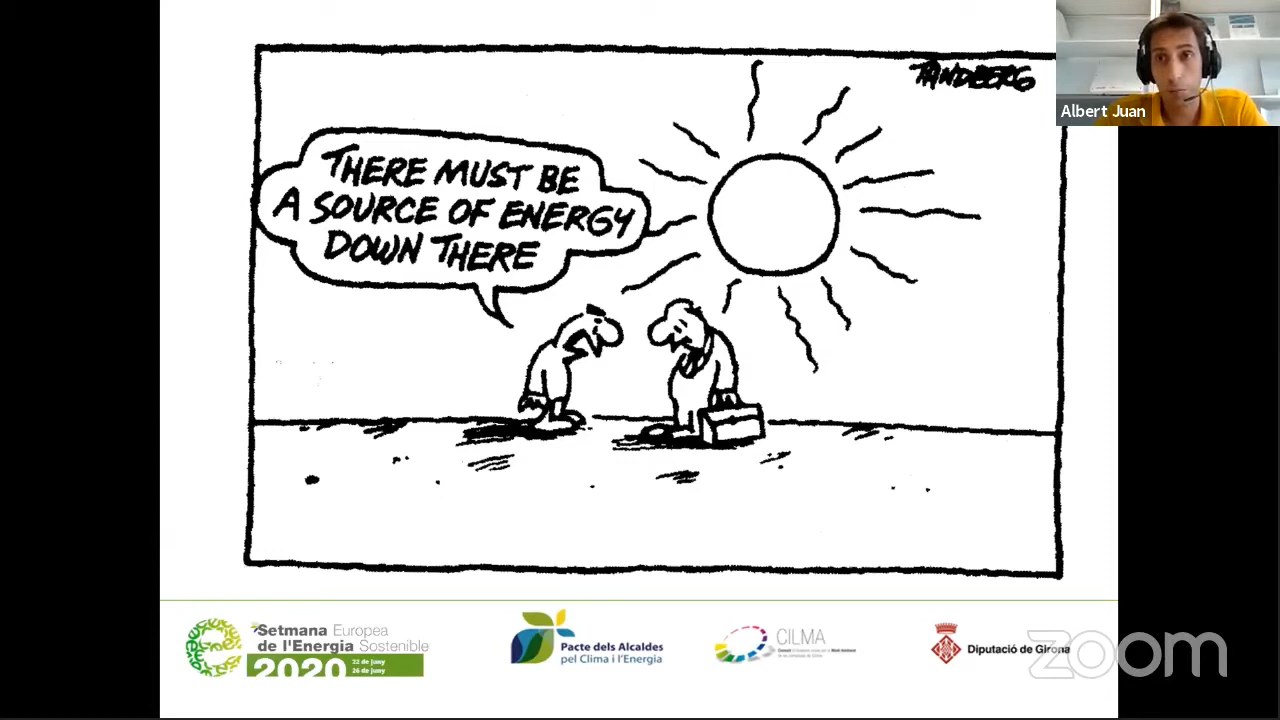 TANDBERG
Albert Juan
THERE MUST BE
A SOURCE OF ENERGY
DOWN THERE
Setmana Europea
de l'Energia Sostenible
2020 22 de juny
26 de juny
Pacte dels Alcaldes
pel Clima i l'Energia
CILMA
Diputació de Girona
zoom